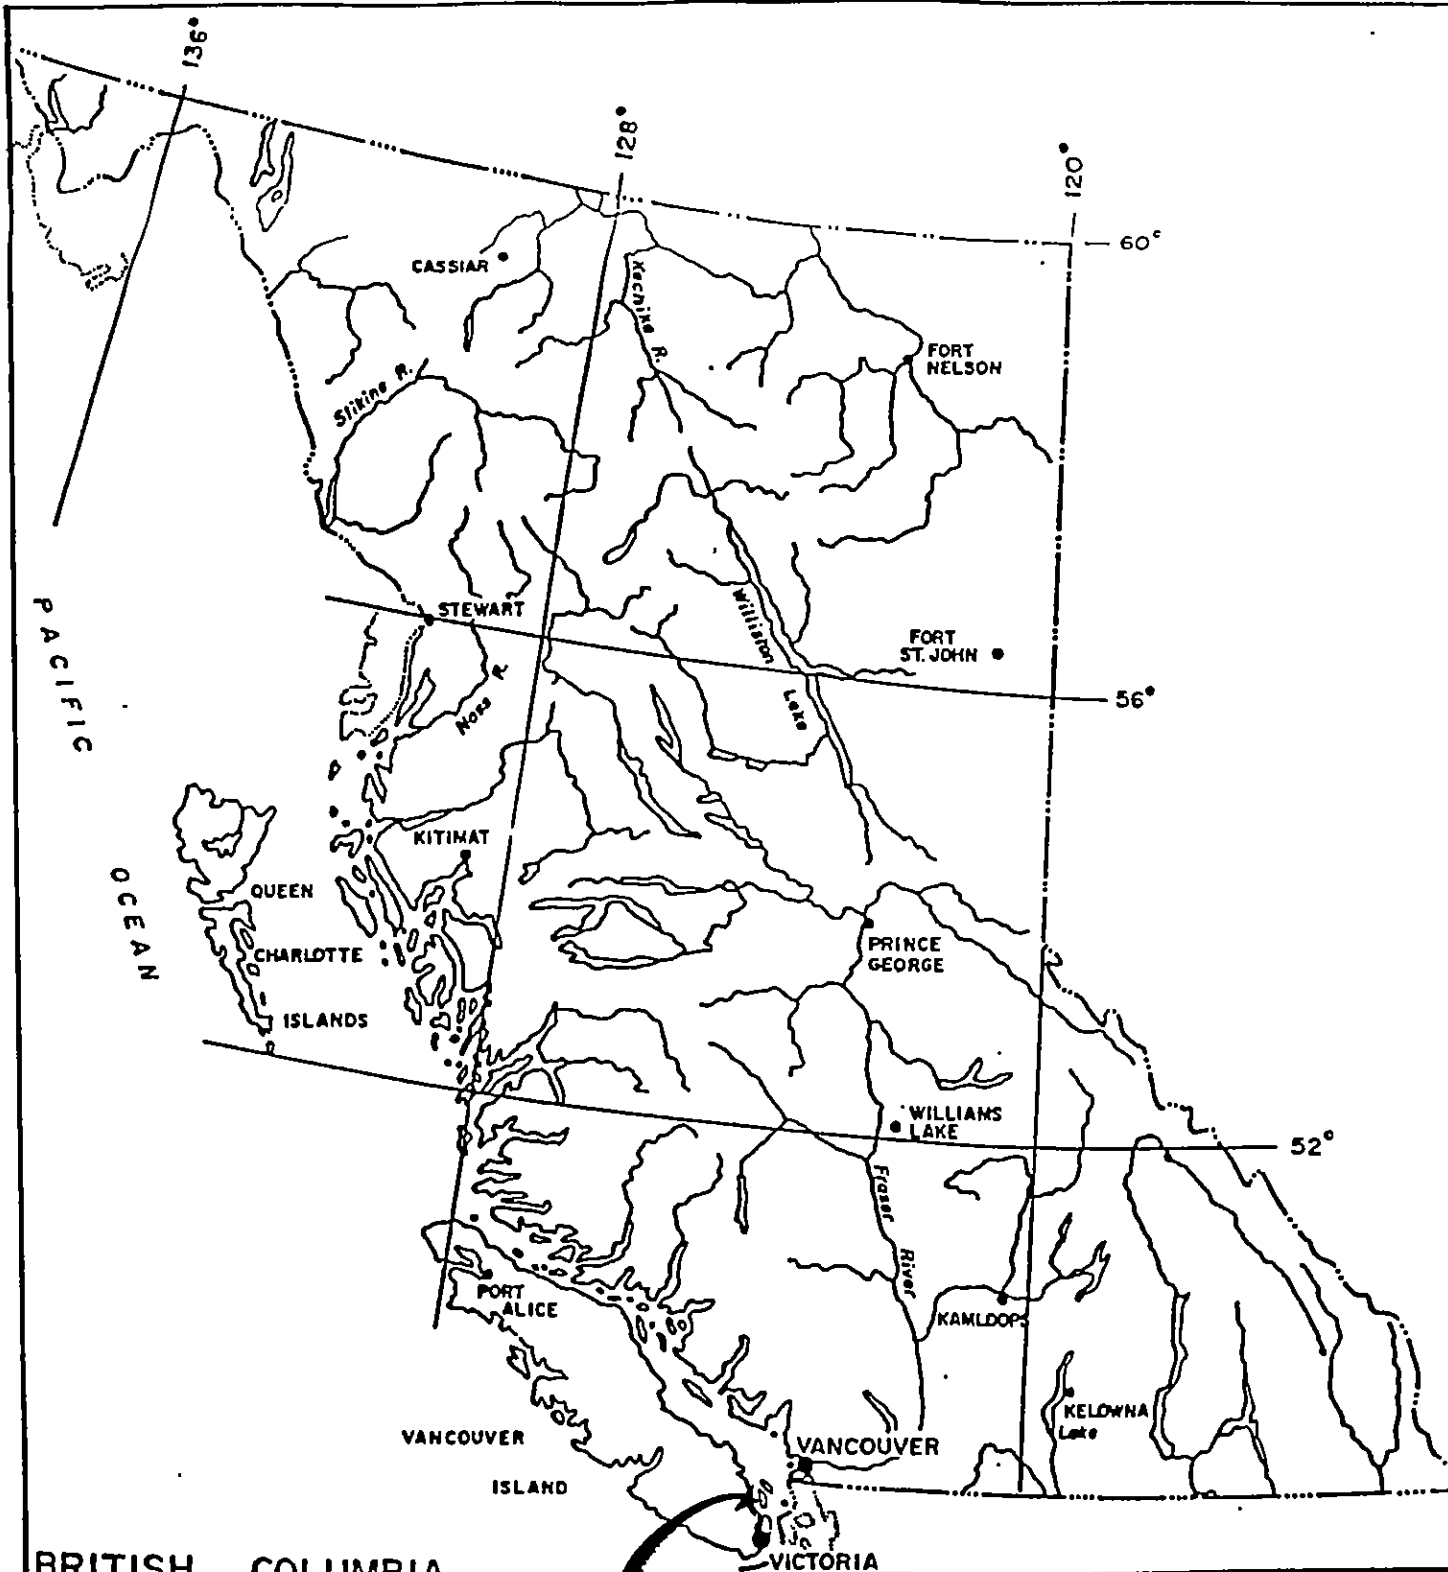 136°
128°
120°
60°
CASSIAR
Kechika R.
FORT
NELSON
Stikine R.
STEWART
Williston
Lake
FORT
ST. JOHN
56°
Nass R.
PACIFIC
OCEAN
KITIMAT
QUEEN
CHARLOTTE
ISLANDS
PRINCE
GEORGE
WILLIAMS
LAKE
52°
Fraser
River
PORT
ALICE
KAMLOOPS
KELOWNA
Lake
VANCOUVER
ISLAND
VANCOUVER
VICTORIA
BRITISH COLUMBIA